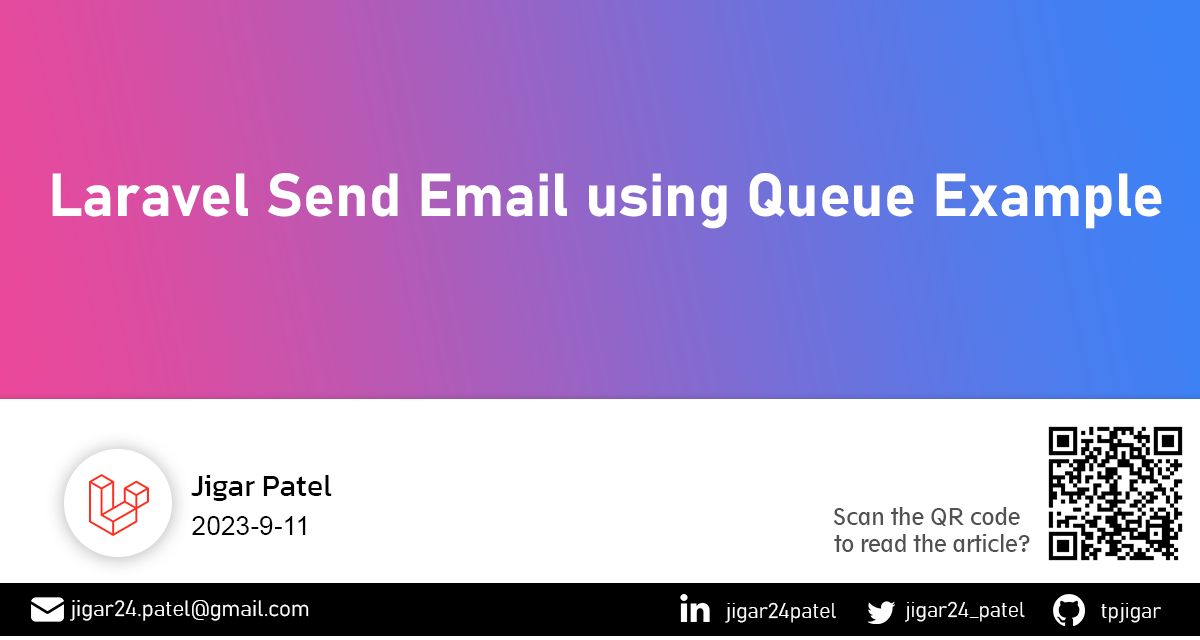 Laravel Send Email using Queue Example
Jigar Patel
2023-9-11
Scan the QR code
to read the article?
jigar24.patel@gmail.com
jigar24patel
jigar24_patel
tpjigar